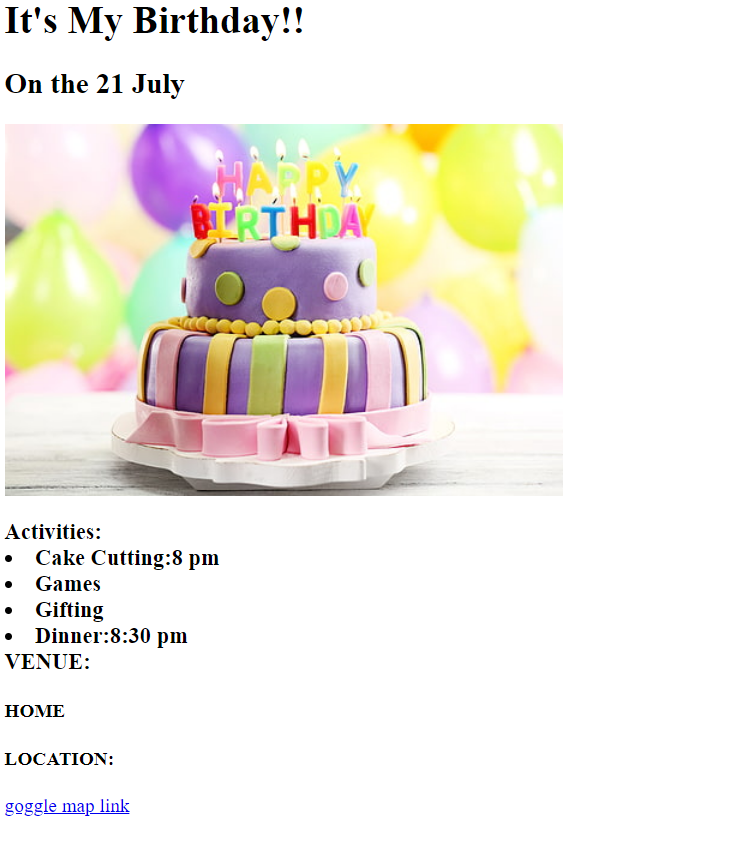 It's My Birthday!!
On the 21 July
HAPPY
BIRTHDAY
Activities:
• Cake Cutting:8 pm
• Games
• Gifting
• Dinner:8:30 pm
VENUE:
HOME
LOCATION:
goggle map link